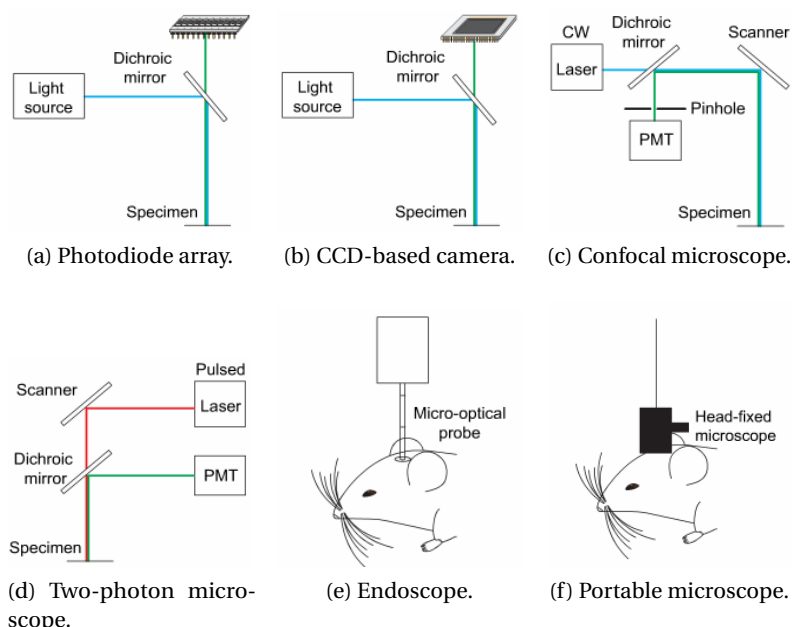 Dichroic
mirror
Light
source
Specimen
(a) Photodiode array.
Dichroic
mirror
Light
source
Specimen
(b) CCD-based camera.
CW
Laser
Dichroic
mirror
Scanner
Pinhole
PMT
Specimen
(c) Confocal microscope.
Scanner
Pulsed
Laser
Dichroic
mirror
PMT
Specimen
(d) Two-photon micro-
scope.
Micro-optical
probe
(e) Endoscope.
Head-fixed
microscope
(f) Portable microscope.